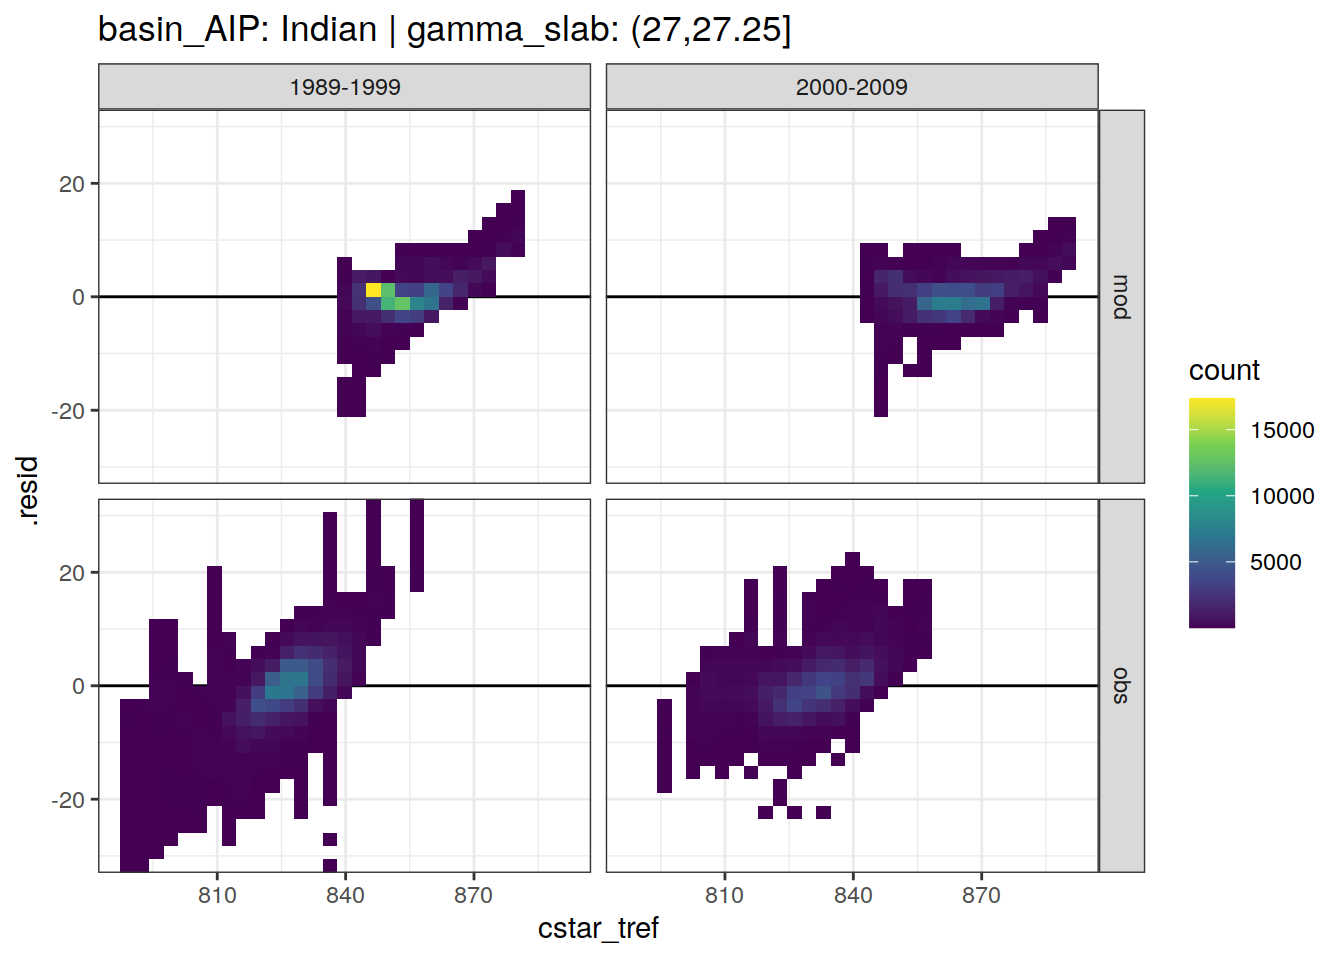 basin_AIP: Indian | gamma_slab: (27,27.25]
1989-1999
2000-2009
20
0
-20
mod
20
0
-20
obs
.resid
810
840
870
810
840
870
cstar_tref
count
15000
10000
5000